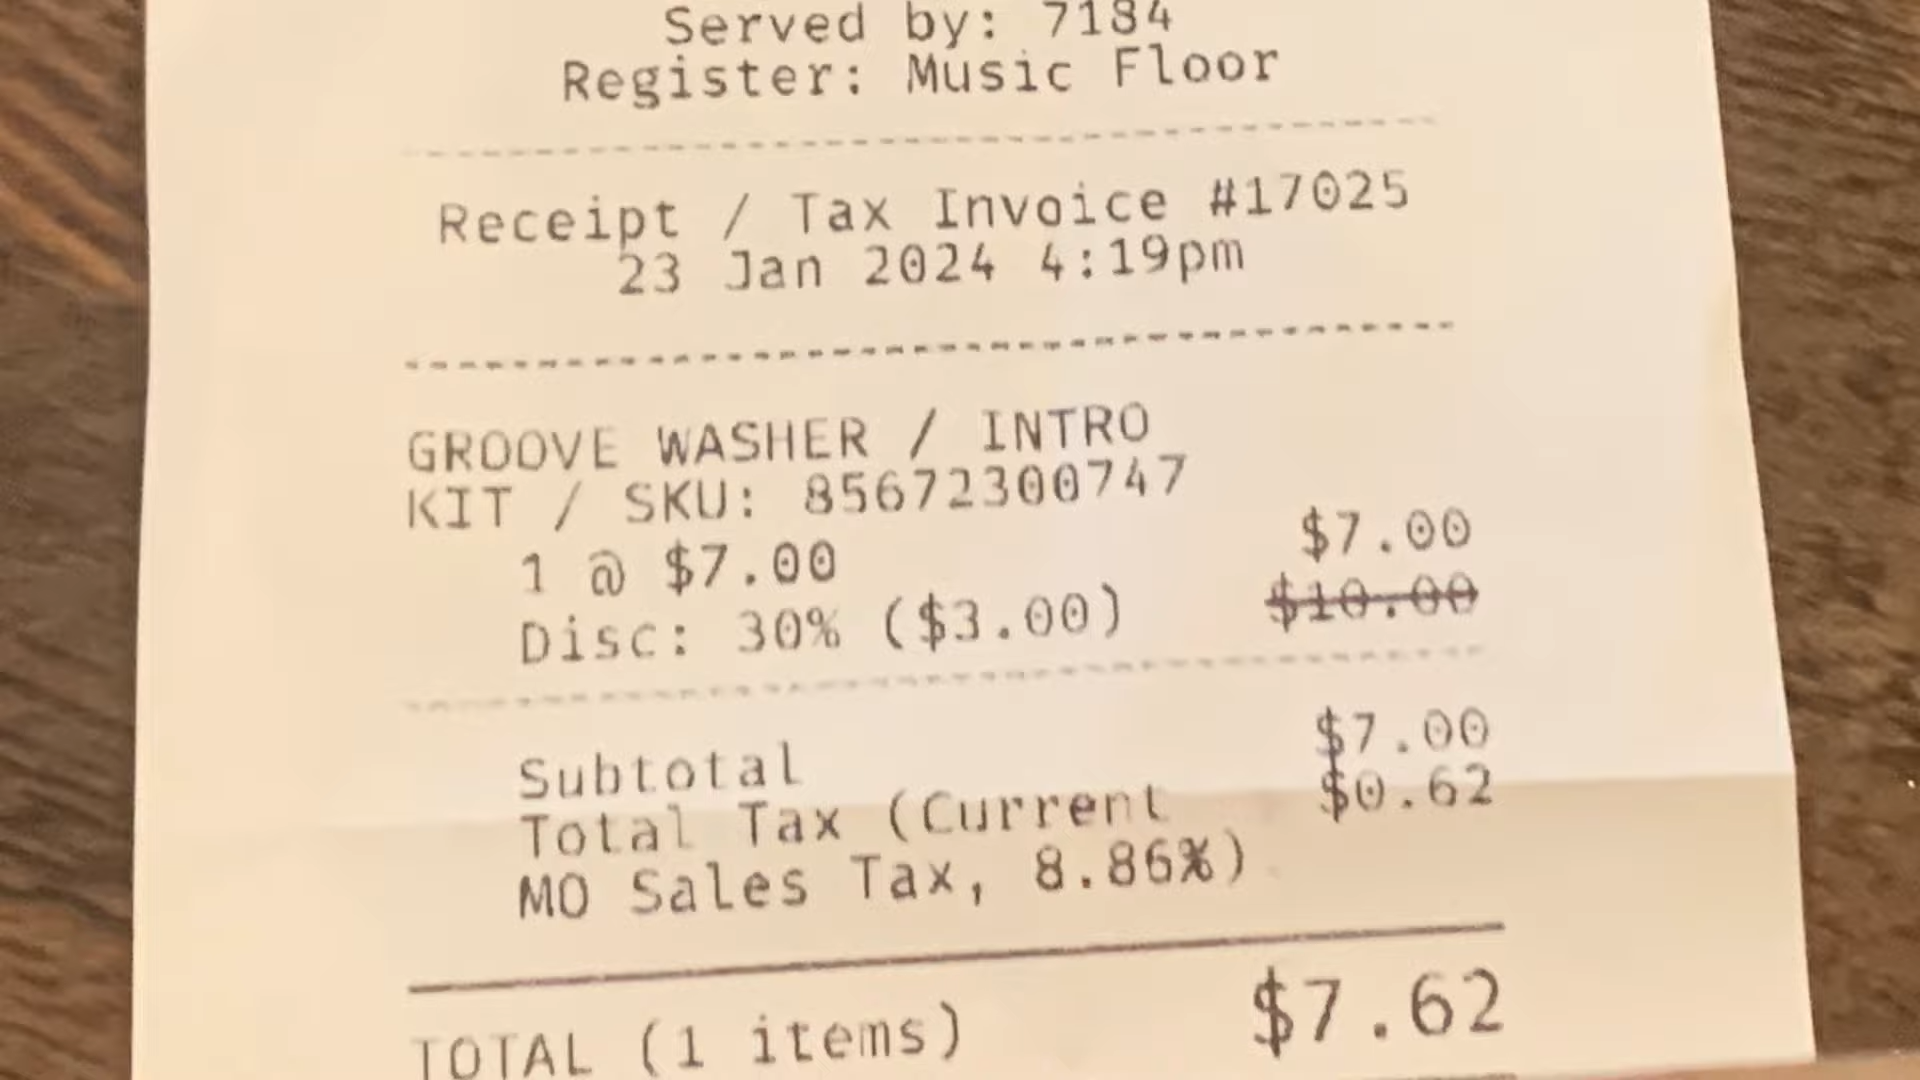 Served by: 7184
Register: Music Floor
Receipt / Tax Invoice #17025
23 Jan 2024 4:19pm
GROOVE WASHER / INTRO
KIT / SKU: 85672300747
1 @ $7.00 $7.00
Disc: 30% ($3.00) $10.00
Subtotal $7.00
Total Tax (Current $0.62
MO Sales Tax, 8.86%)
TOTAL (1 items) $7.62